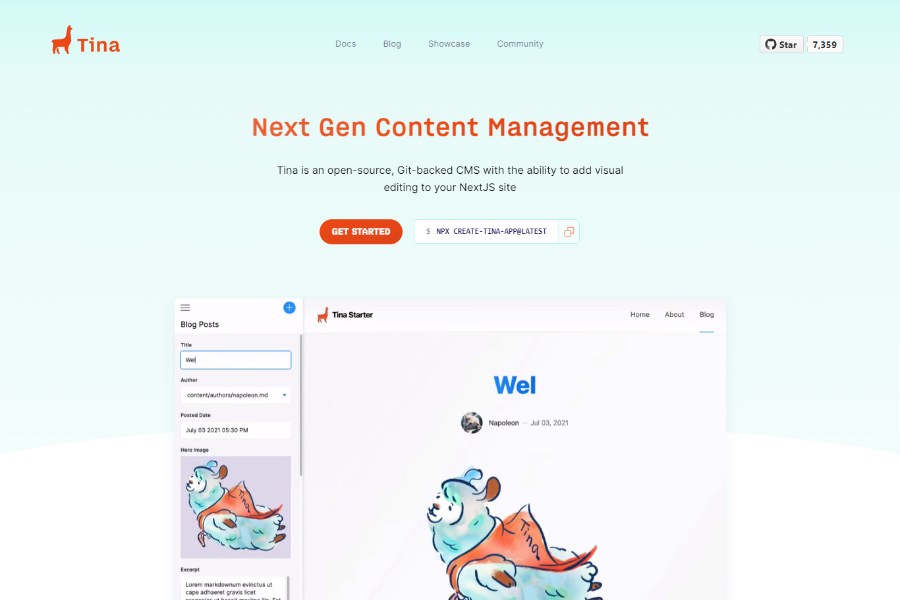 Tina
Docs
Blog
Showcase
Community
Star
7,359
Next Gen Content Management
Tina is an open-source, Git-backed CMS with the ability to add visual
editing to your NextJS site
GET STARTED
$ NPX CREATE-TINA-APP@LATEST
Blog Posts
Title
Wel
Author
content/authors/napoleon.md
Posted Date
July 03 2021 05:30 PM
Hero Image
Tina
Excerpt
Lorem markdownum evinctus ut
cape adhaeret gravis licet
Tina Starter
Home
About
Blog
Wel
Napoleon — Jul 03, 2021
Tina